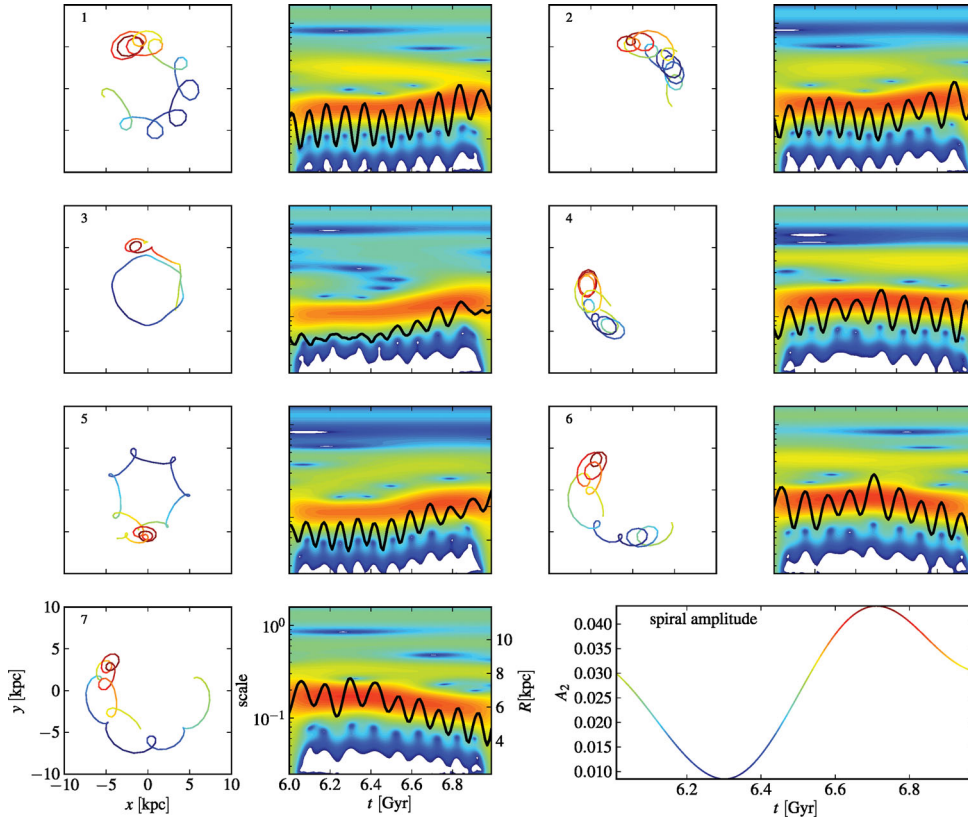 1
2
3
4
5
6
7
10
5
0
−5
−10
y [kpc]
−10 −5 0 5 10
x [kpc]
scale
10⁰
10⁻¹
6.0 6.2 6.4 6.6 6.8
t [Gyr]
10
8
6
4
R[kpc]
spiral amplitude
A₂
0.040
0.035
0.030
0.025
0.020
0.015
0.010
6.2 6.4 6.6 6.8
t [Gyr]